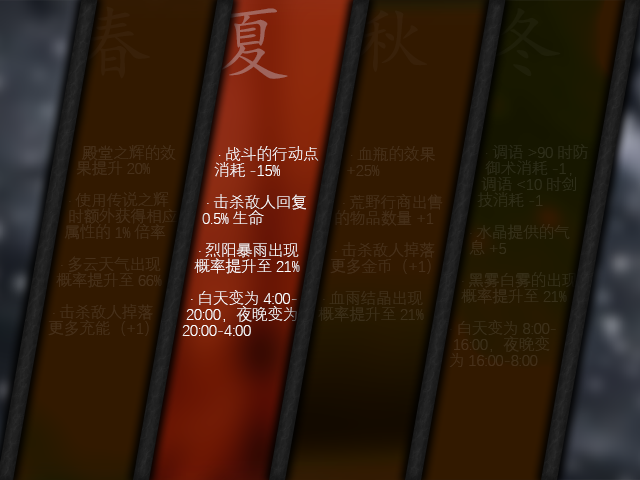 春
殿堂之辉的效
果提升 20%
使用传说之辉
时额外获得相应
属性的 1% 倍率
多云天气出现
概率提升至 66%
击杀敌人掉落
更多充能（+1）
夏
· 战斗的行动点
消耗 -15%
· 击杀敌人回复
0.5% 生命
· 烈阳暴雨出现
概率提升至 21%
· 白天变为 4:00-
20:00，夜晚变为
20:00-4:00
秋
· 血瓶的效果
+25%
· 荒野行商出售
的物品数量 +1
· 击杀敌人掉落
更多金币（+1）
· 血雨结晶出现
概率提升至 21%
冬
· 调语 >90 时防
御术消耗 -1，
调语 <10 时剑
技消耗 -1
· 水晶提供的气
息 +5
· 黑雾白雾的出现
概率提升至 21%
· 白天变为 8:00-
16:00，夜晚变
为 16:00-8:00